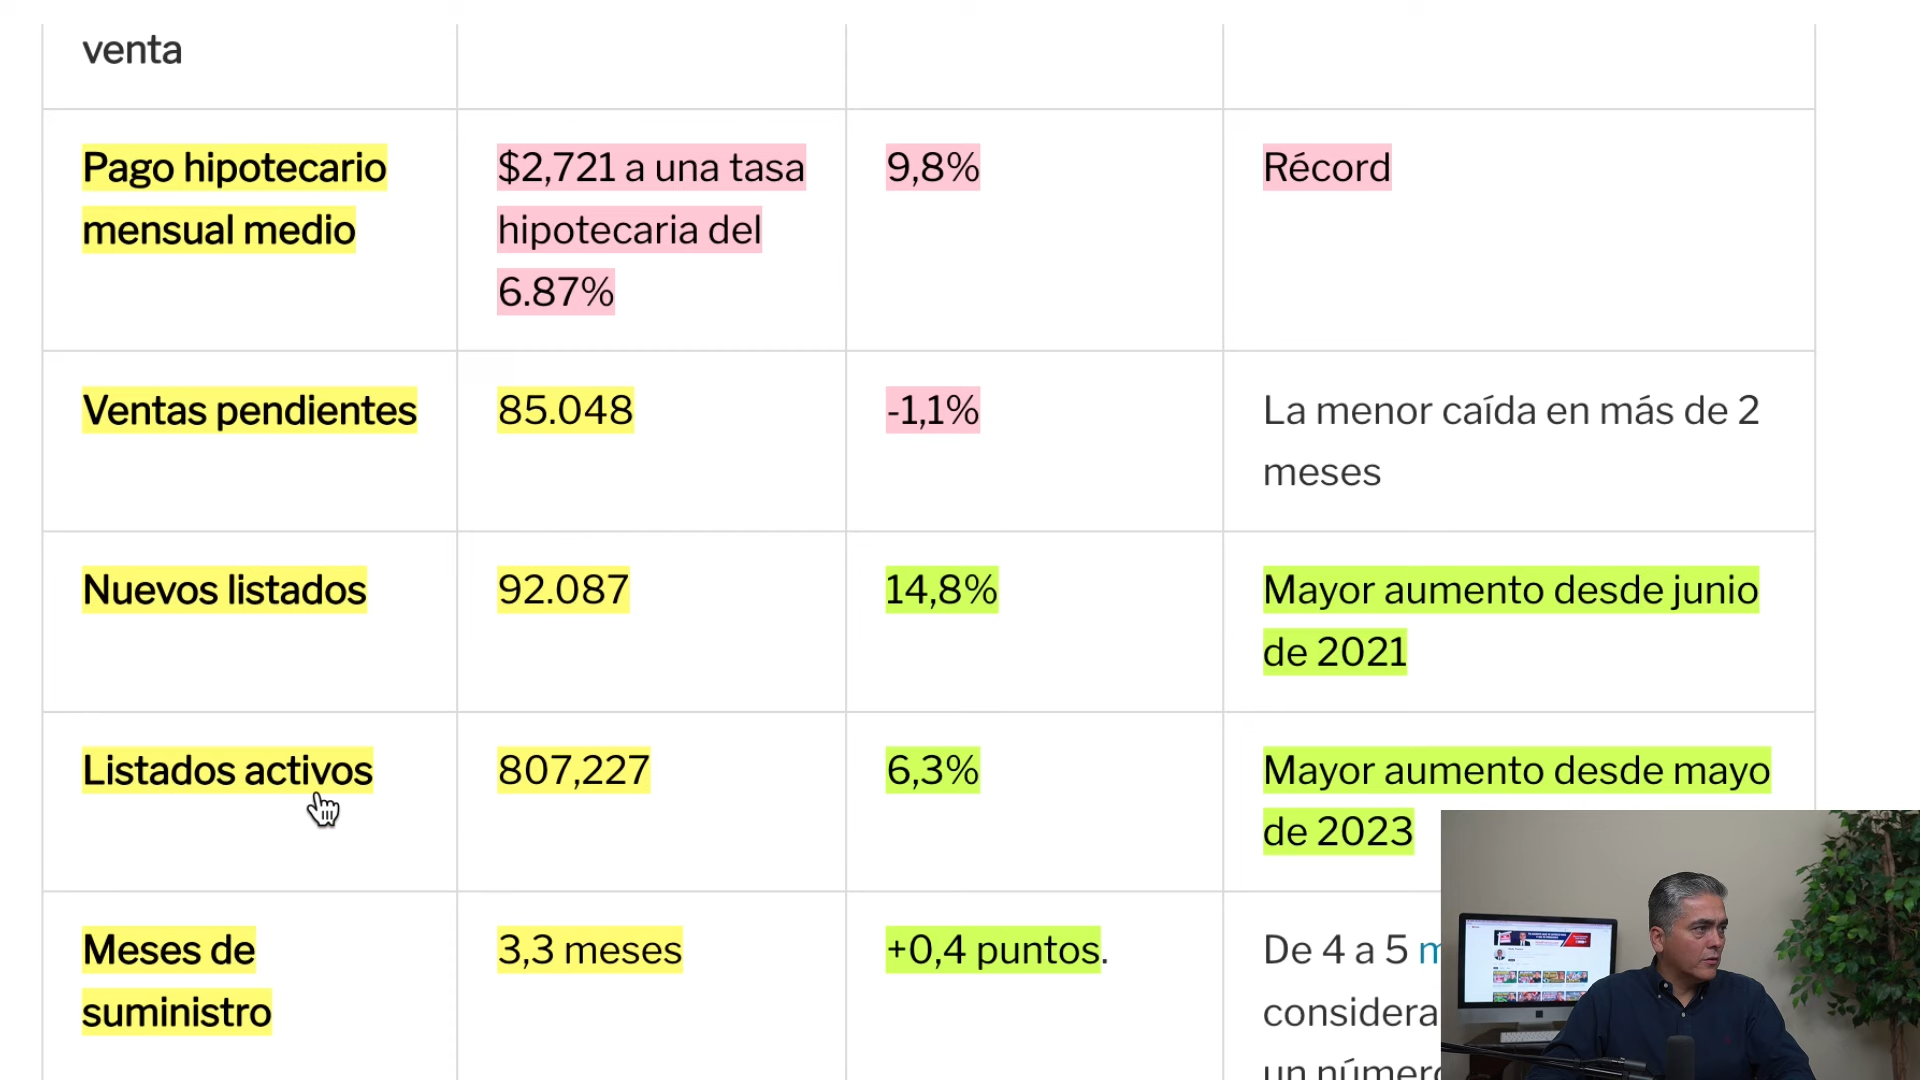 venta
Pago hipotecario
mensual medio
$2,721 a una tasa
hipotecaria del
6.87%
9,8%
Récord
Ventas pendientes
85.048
-1,1%
La menor caída en más de 2
meses
Nuevos listados
92.087
14,8%
Mayor aumento desde junio
de 2021
Listados activos
807,227
6,3%
Mayor aumento desde mayo
de 2023
Meses de
suministro
3,3 meses
+0,4 puntos.
De 4 a 5
considera
un número